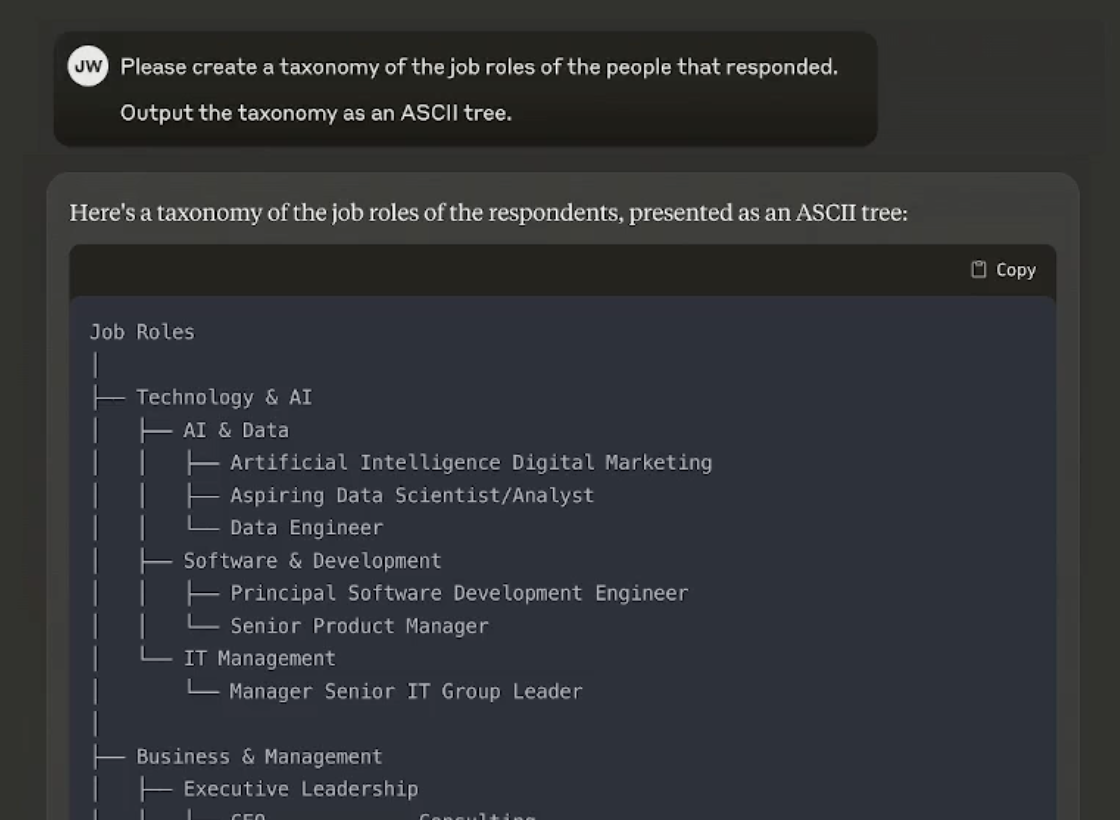 JW
Please create a taxonomy of the job roles of the people that responded.
Output the taxonomy as an ASCII tree.
Here's a taxonomy of the job roles of the respondents, presented as an ASCII tree:
Copy
Job Roles
│
├── Technology & AI
│   ├── AI & Data
│   │   ├── Artificial Intelligence Digital Marketing
│   │   ├── Aspiring Data Scientist/Analyst
│   │   └── Data Engineer
│   ├── Software & Development
│   │   ├── Principal Software Development Engineer
│   │   └── Senior Product Manager
│   └── IT Management
│       └── Manager Senior IT Group Leader
│
├── Business & Management
│   ├── Executive Leadership